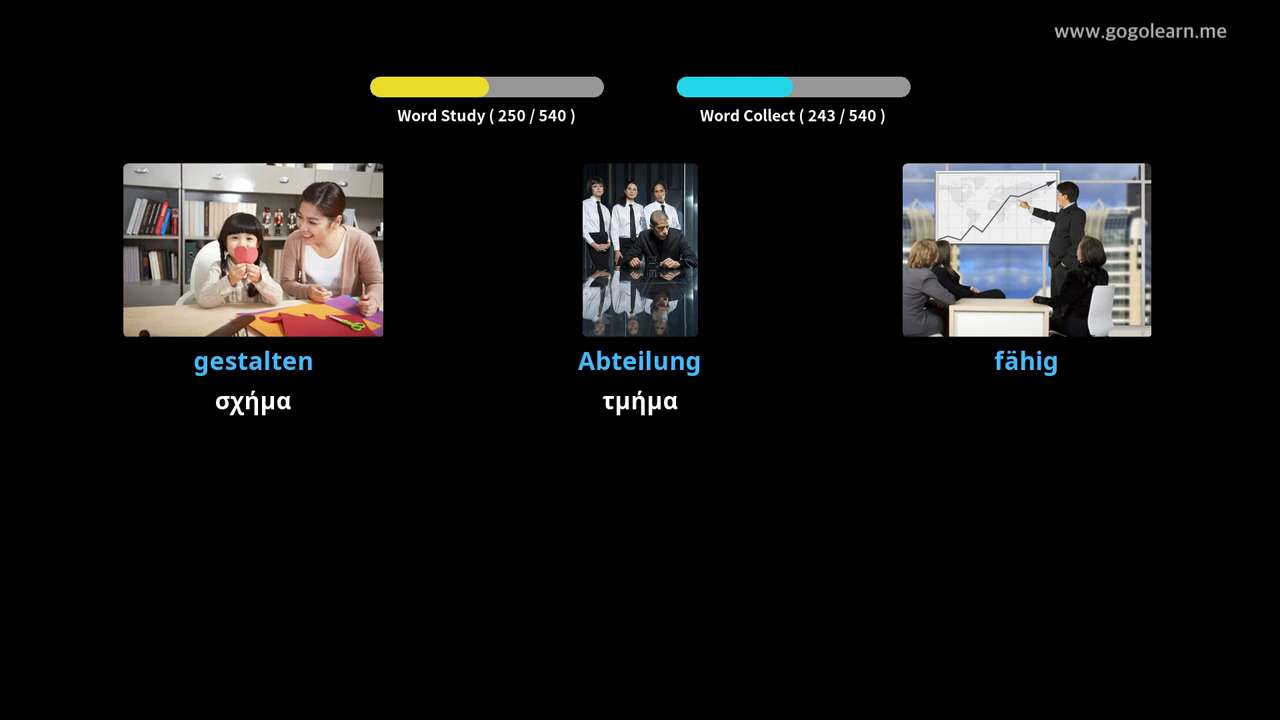 www.gogolearn.me
Word Study ( 250 / 540 )
Word Collect ( 243 / 540 )
gestalten
Abteilung
fähig
σχήμα
τμήμα